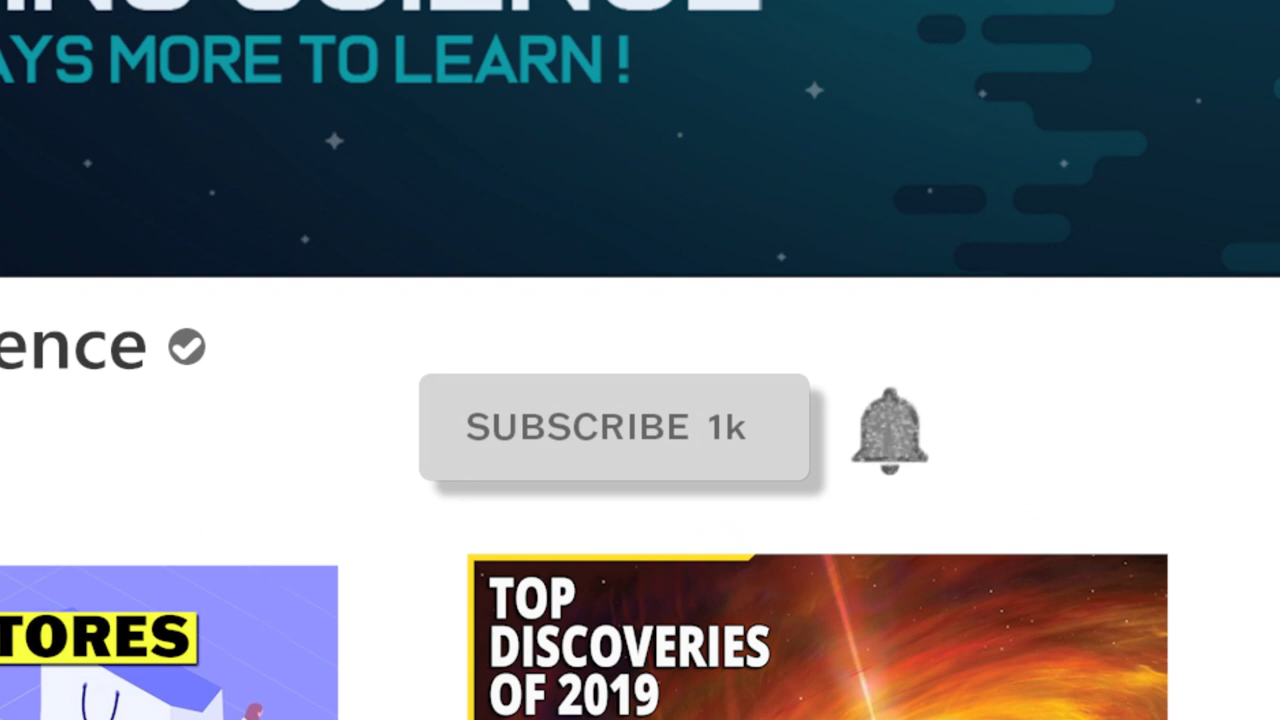 AYS MORE TO LEARN!
ence
SUBSCRIBE 1k
TORES
TOP
DISCOVERIES
OF 2019